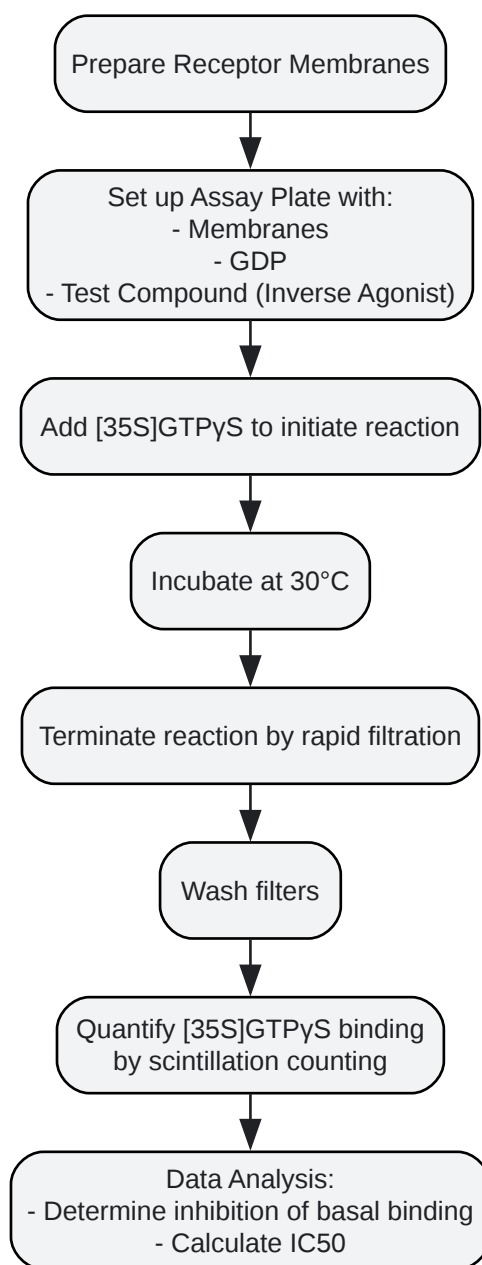 Prepare Receptor Membranes
Set up Assay Plate with:
- Membranes
- GDP
- Test Compound (Inverse Agonist)
Add [35S]GTPγS to initiate reaction
Incubate at 30°C
Terminate reaction by rapid filtration
Wash filters
Quantify [35S]GTPγS binding
by scintillation counting
Data Analysis:
- Determine inhibition of basal binding
- Calculate IC50